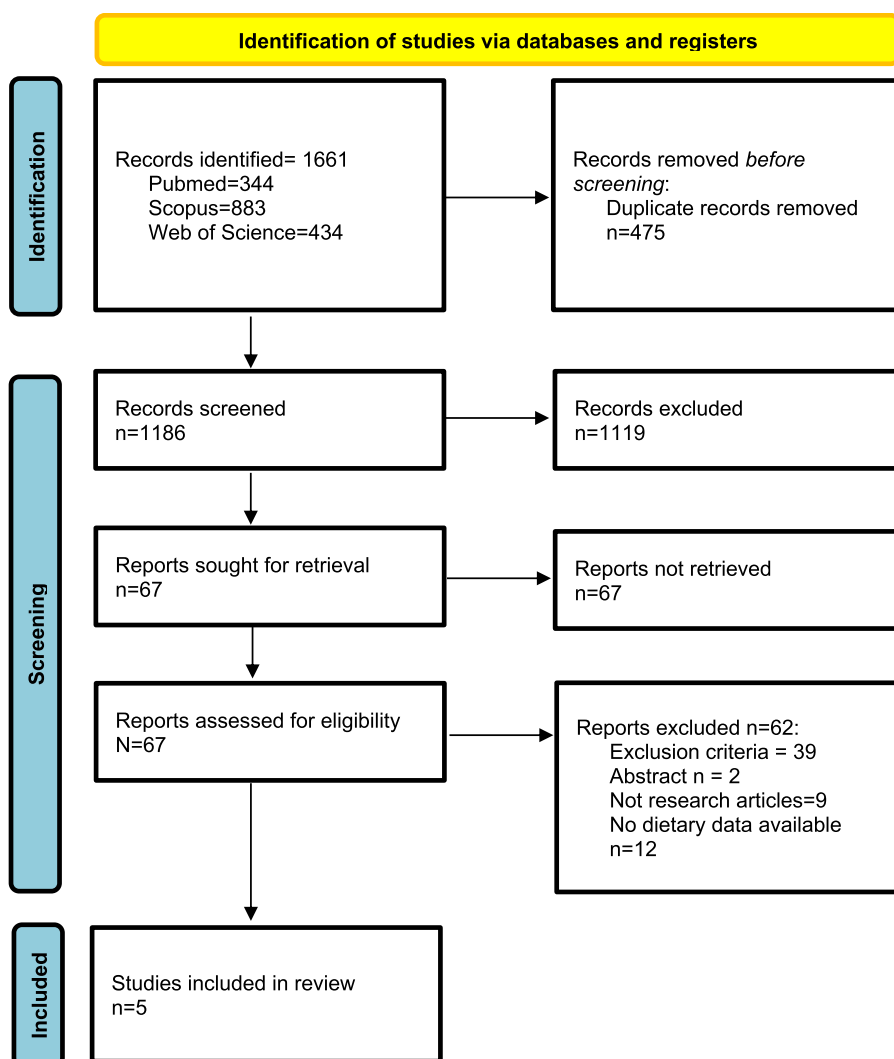 Identification of studies via databases and registers
Identification
Records identified= 1661
Pubmed=344
Scopus=883
Web of Science=434
Records removed before
screening:
Duplicate records removed
n=475
Screening
Records screened
n=1186
Records excluded
n=1119
Reports sought for retrieval
n=67
Reports not retrieved
n=67
Reports assessed for eligibility
N=67
Reports excluded n=62:
Exclusion criteria = 39
Abstract n = 2
Not research articles=9
No dietary data available
n=12
Included
Studies included in review
n=5